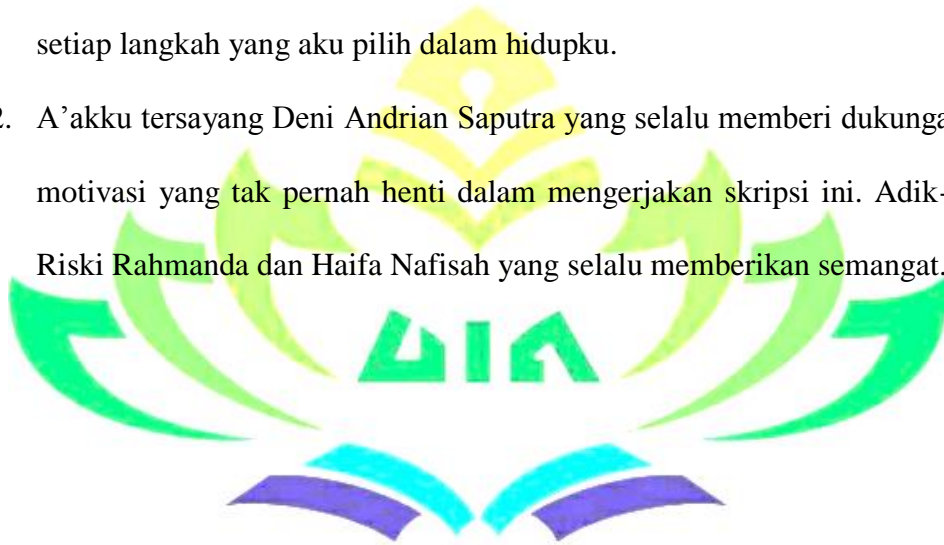 setiap langkah yang aku pilih dalam hidupku.
2. A’akku tersayang Deni Andrian Saputra yang selalu memberi dukunga
motivasi yang tak pernah henti dalam mengerjakan skripsi ini. Adik-
Riski Rahmanda dan Haifa Nafisah yang selalu memberikan semangat.
UIN